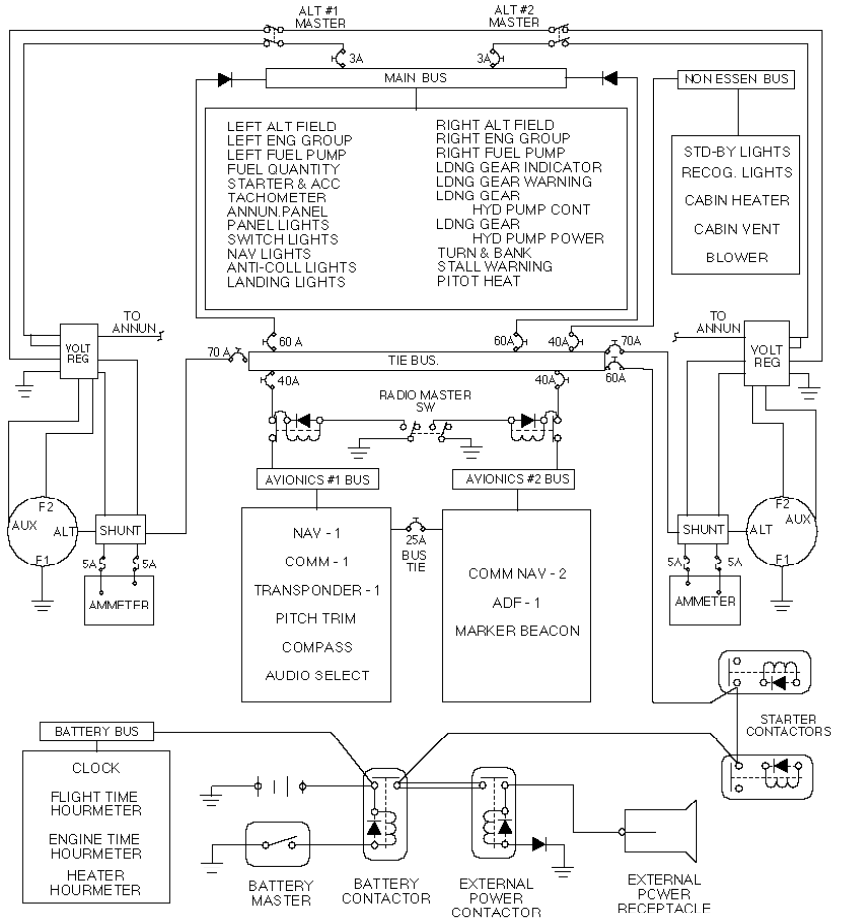 ALT #1
MASTER
ALT #2
MASTER
3A
3A
MAIN BUS
NON ESSEN BUS
LEFT ALT FIELD
LEFT ENG GROUP
LEFT FUEL PUMP
FUEL QUANTITY
STARTER & ACC
TACHOMETER
ANNUN.PANEL
PANEL LIGHTS
SWITCH LIGHTS
NAV LIGHTS
ANTI-COLL LIGHTS
LANDING LIGHTS
RIGHT ALT FIELD
RIGHT ENG GROUP
RIGHT FUEL PUMP
LDNG GEAR INDICATOR
LDNG GEAR WARNING
LDNG GEAR
HYD PUMP CONT
LDNG GEAR
HYD PUMP POWER
TURN & BANK
STALL WARNING
PITOT HEAT
STD-BY LIGHTS
RECOG. LIGHTS
CABIN HEATER
CABIN VENT
BLOWER
TO
ANNUN
TO
ANNUN
VOLT
REG
VOLT
REG
60 A
60A
40A
70A
70 A
TIE BUS.
60A
40A
40A
RADIO MASTER
SW
AVIONICS #1 BUS
AVIONICS #2 BUS
F2
AUX
ALT
F1
SHUNT
5A
5A
AMMETER
NAV - 1
COMM - 1
TRANSPONDER - 1
PITCH TRIM
COMPASS
AUDIO SELECT
25A
BUS
TIE
COMM NAV - 2
ADF - 1
MARKER BEACON
SHUNT
ALT
F2
AUX
F1
5A
5A
AMMETER
STARTER
CONTACTORS
BATTERY BUS
CLOCK
FLIGHT TIME
HOURMETER
ENGINE TIME
HOURMETER
HEATER
HOURMETER
BATTERY
MASTER
BATTERY
CONTACTOR
EXTERNAL
POWER
CONTACTOR
EXTERNAL
POWER
RECEPTACLE